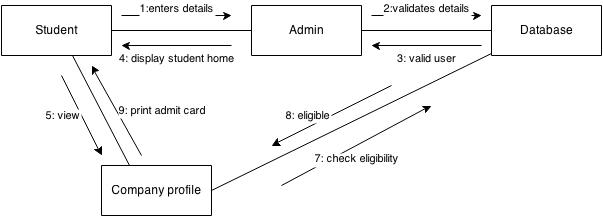 1:enters details
2:validates details
Student
Admin
Database
4: display student home
3: valid user
5: view
9: print admit card
8: eligible
7: check eligibility
Company profile